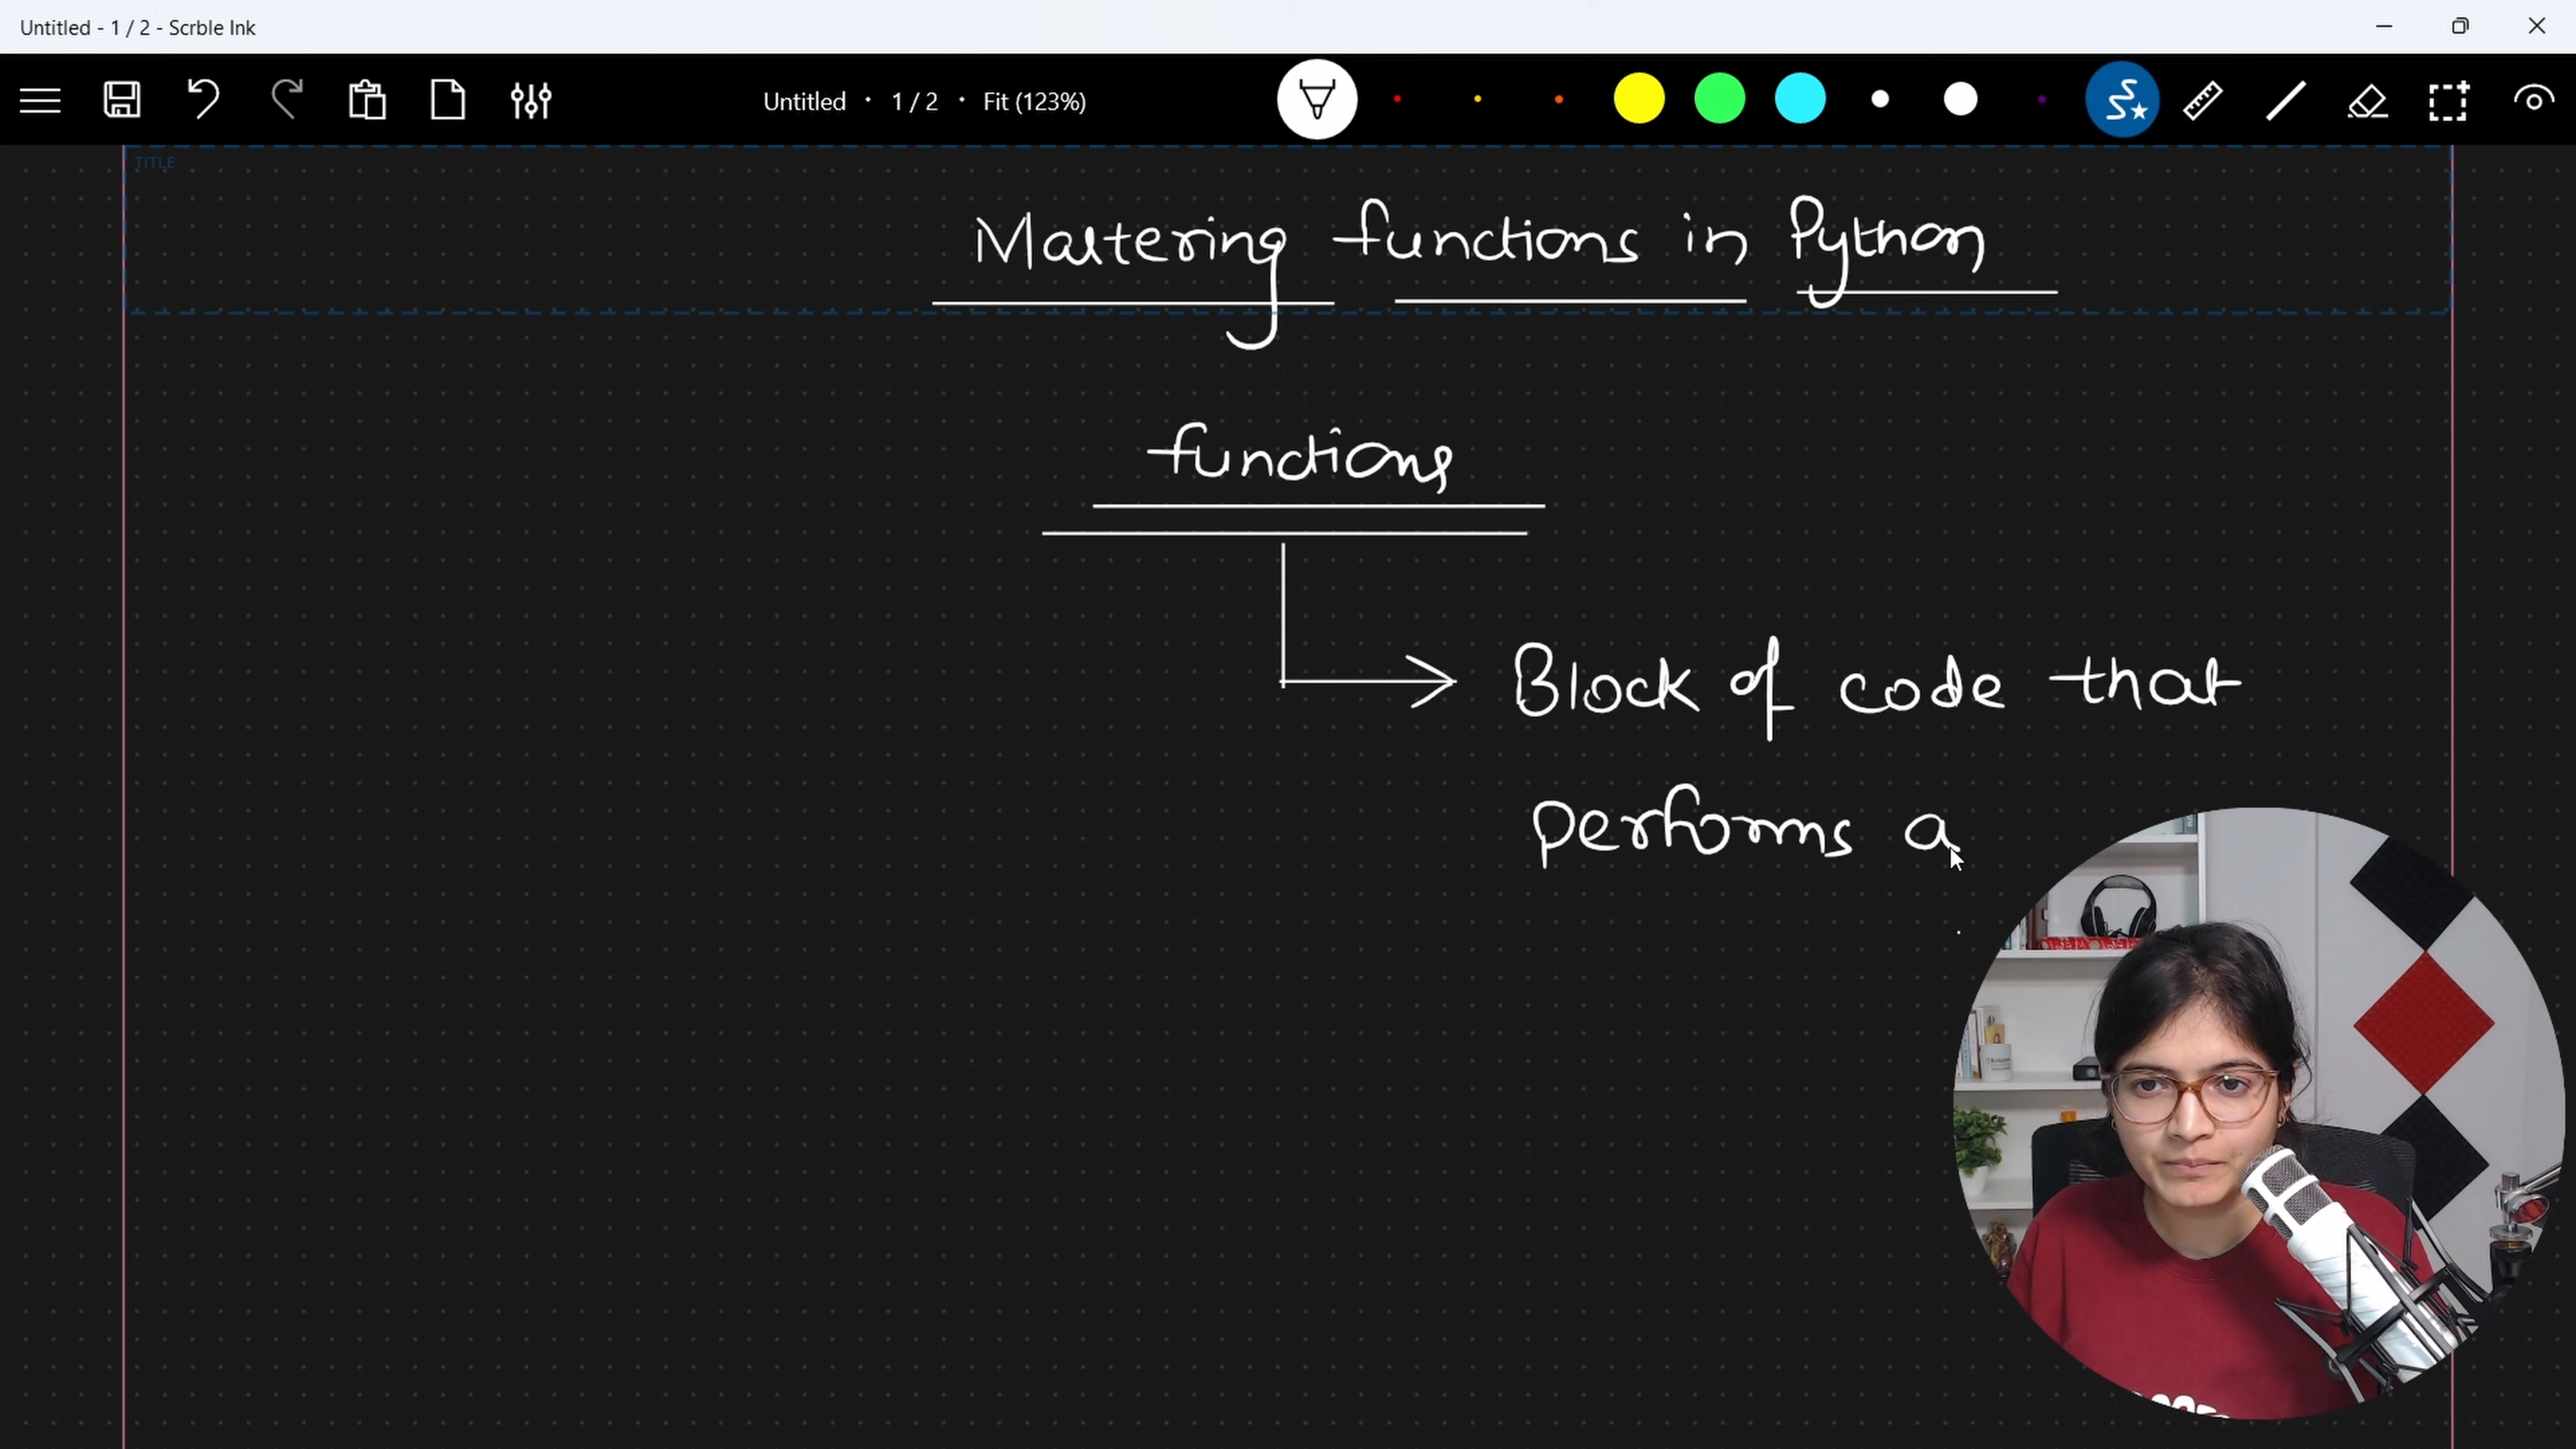 Untitled - 1 / 2 - Scrble Ink
Untitled • 1 / 2 • Fit (123%)
TITLE
Mastering functions in Python
functions
Block of code that
performs a